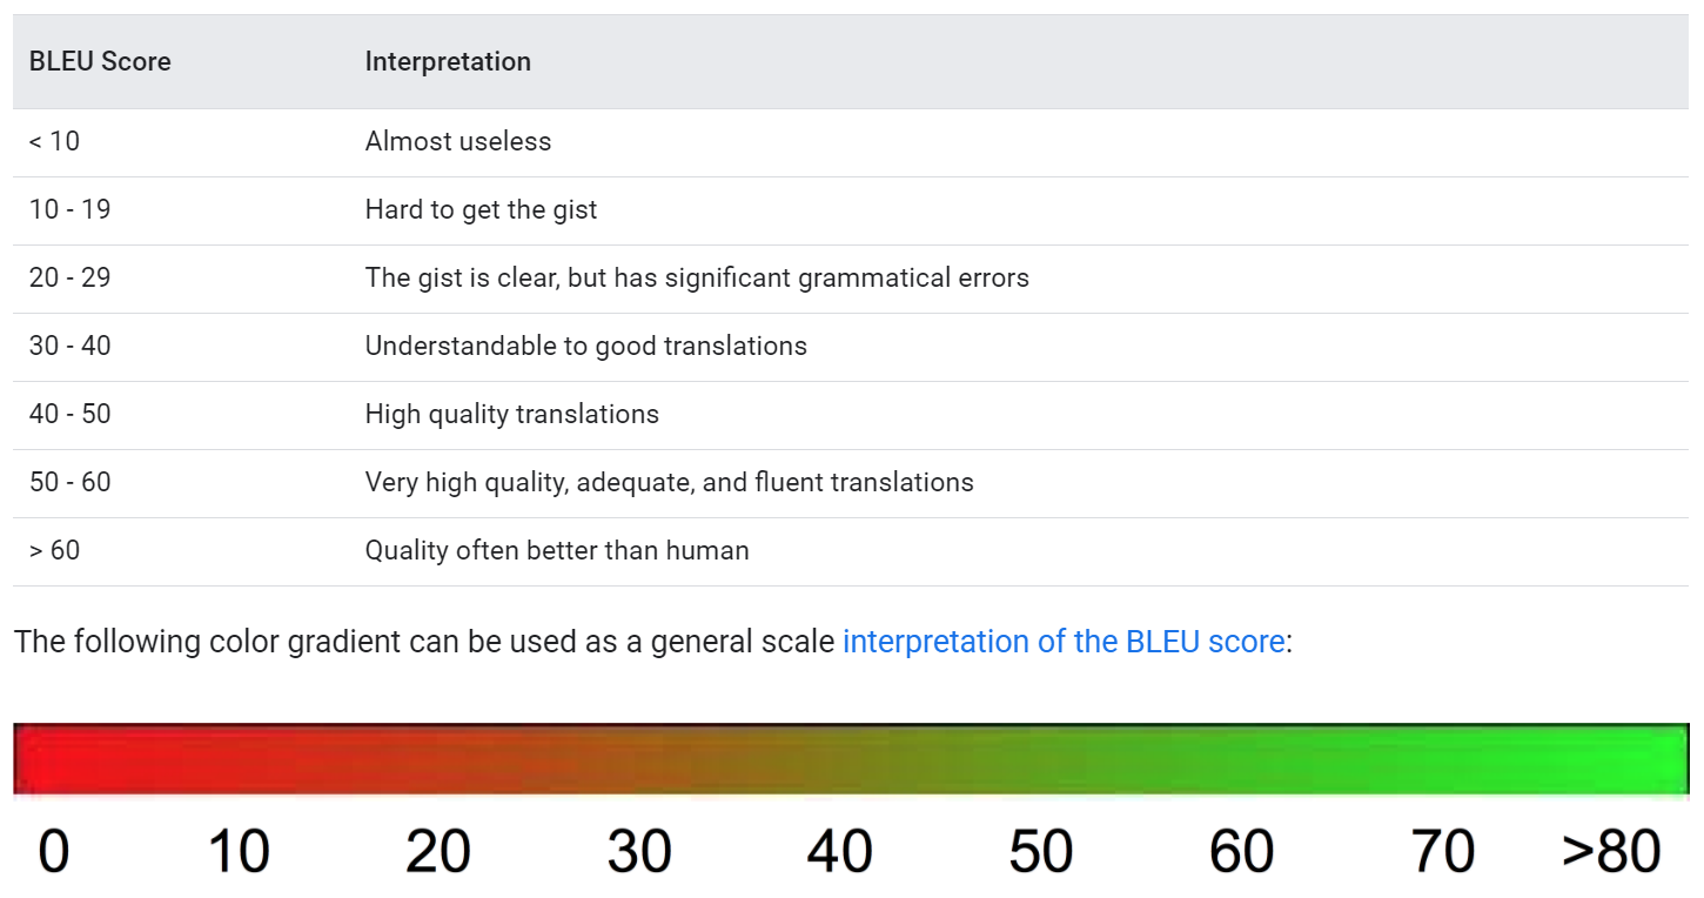 BLEU Score Interpretation
< 10 Almost useless
10 - 19 Hard to get the gist
20 - 29 The gist is clear, but has significant grammatical errors
30 - 40 Understandable to good translations
40 - 50 High quality translations
50 - 60 Very high quality, adequate, and fluent translations
> 60 Quality often better than human
The following color gradient can be used as a general scale interpretation of the BLEU score:
0 10 20 30 40 50 60 70 >80